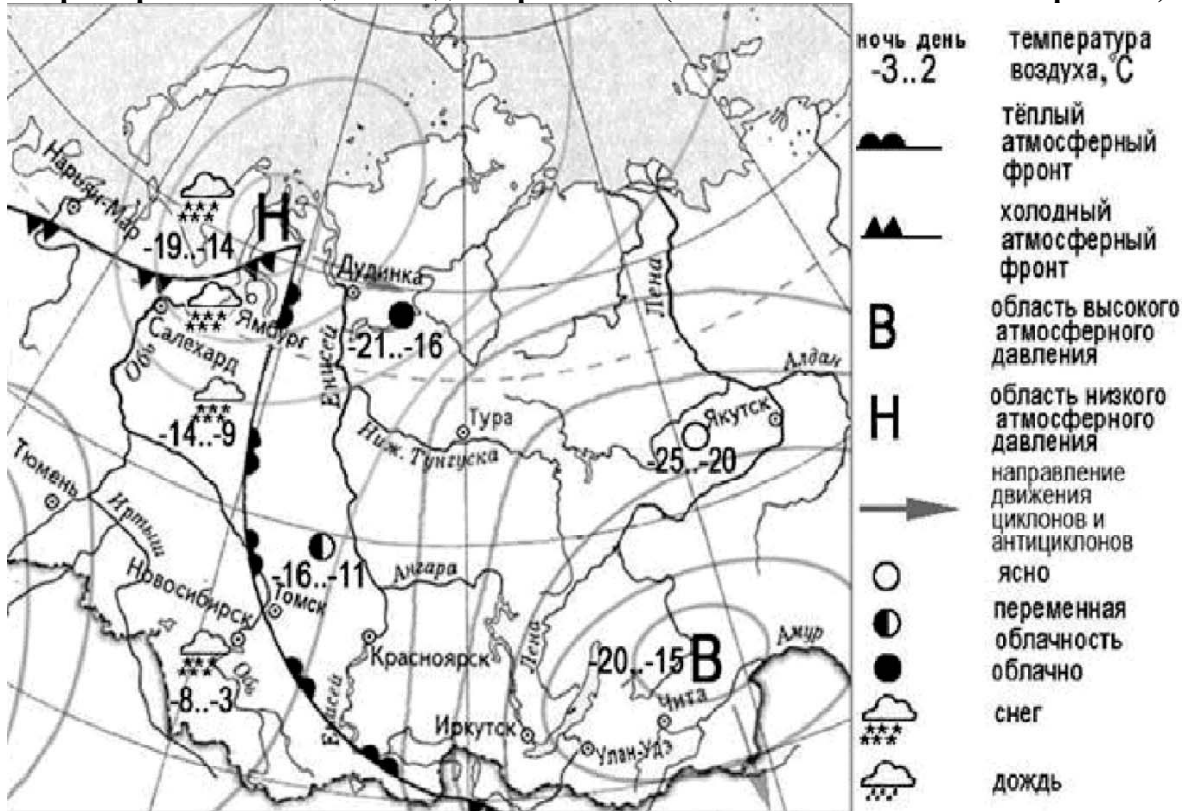 Нарьян-Мар
-19..-14
Н
Дудинка
Лена
Салехард
Ямбург
-21..-16
Обь
Енисей
Алдан
-14..-9
Тура
Якутск
Ниж. Тунгуска
-25..-20
Тюмень
Иртыш
Новосибирск
-16..-11
Томск
Ангара
Красноярск
Лена
-20..-15
В
Амур
Чита
-8..-3
Обь
Енисей
Иркутск
Улан-Удэ
ночь день
-3..2
температура
воздуха,°С
тёплый
атмосферный
фронт
холодный
атмосферный
фронт
В
область высокого
атмосферного
давления
Н
область низкого
атмосферного
давления
направление
движения
циклонов и
антициклонов
ясно
переменная
облачность
облачно
снег
дождь